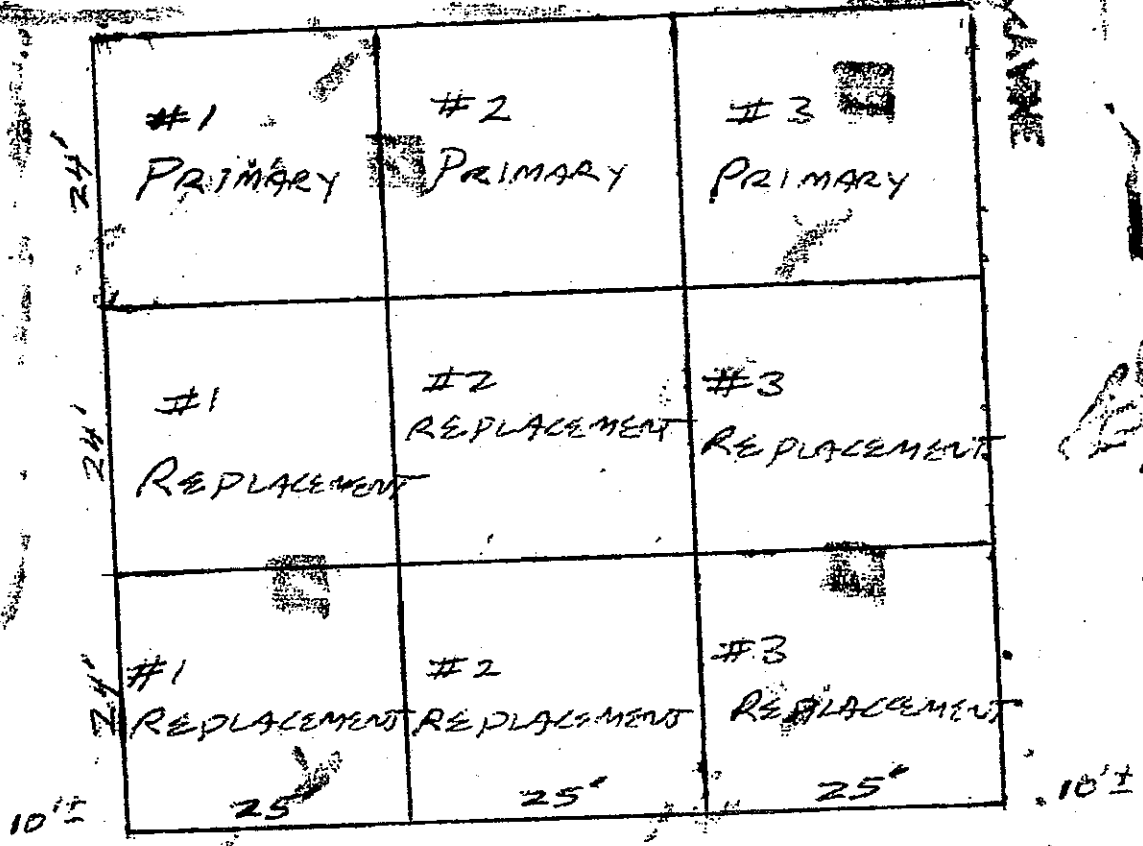 #1
PRIMARY
#2
PRIMARY
#3
PRIMARY
24'
#1
REPLACEMENT
#2
REPLACEMENT
#3
REPLACEMENT
24'
#1
REPLACEMENT
#2
REPLACEMENT
#3
REPLACEMENT
24'
10'±
25'
25'
25'
10'±